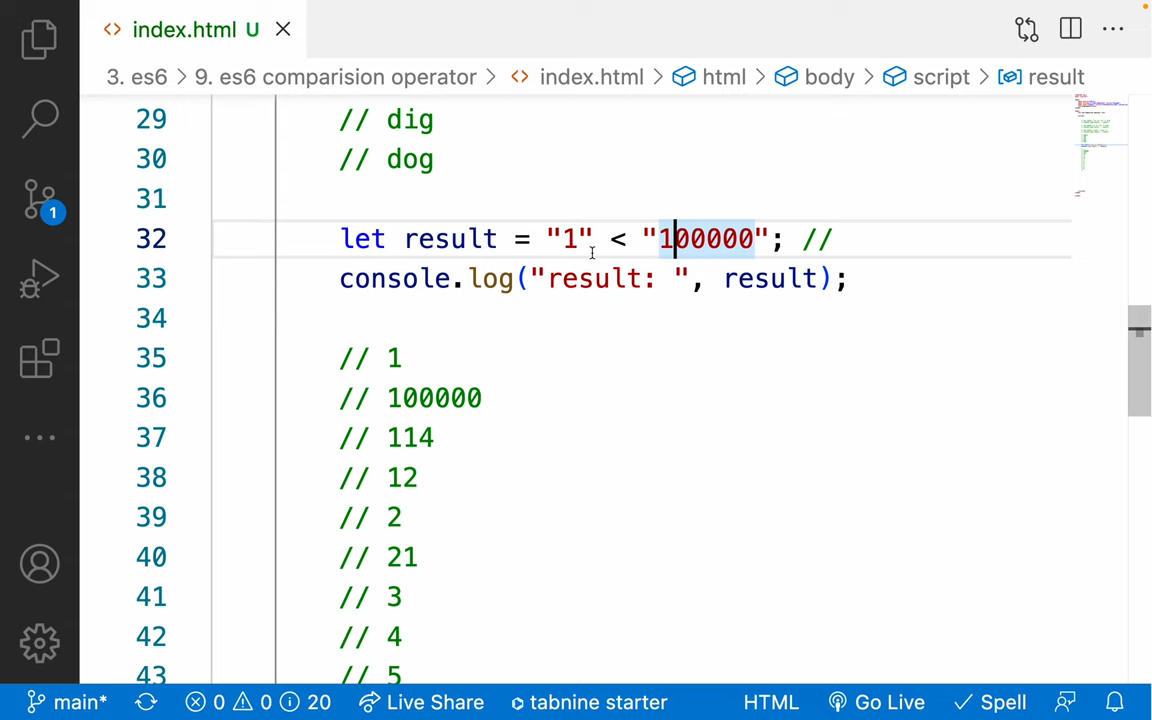 index.html U
3. es6 > 9. es6 comparision operator > index.html > html > body > script > result
29 // dig
30 // dog
31
32 let result = "1" < "100000"; //
33 console.log("result: ", result);
34
35 // 1
36 // 100000
37 // 114
38 // 12
39 // 2
40 // 21
41 // 3
42 // 4
43 // 5
1
main* 0 0 20 Live Share tabnine starter HTML Go Live Spell